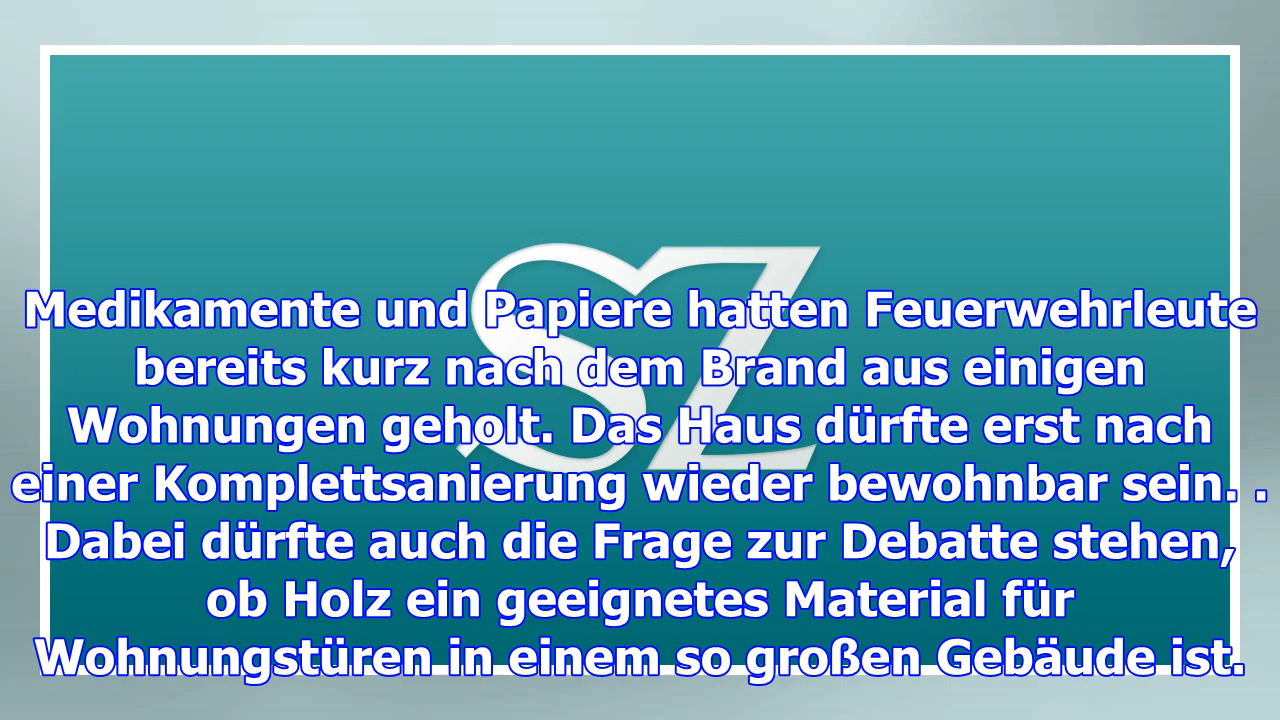 SZ
Medikamente und Papiere hatten Feuerwehrleute
bereits kurz nach dem Brand aus einigen
Wohnungen geholt. Das Haus dürfte erst nach
einer Komplettsanierung wieder bewohnbar sein. .
Dabei dürfte auch die Frage zur Debatte stehen,
ob Holz ein geeignetes Material für
Wohnungstüren in einem so großen Gebäude ist.